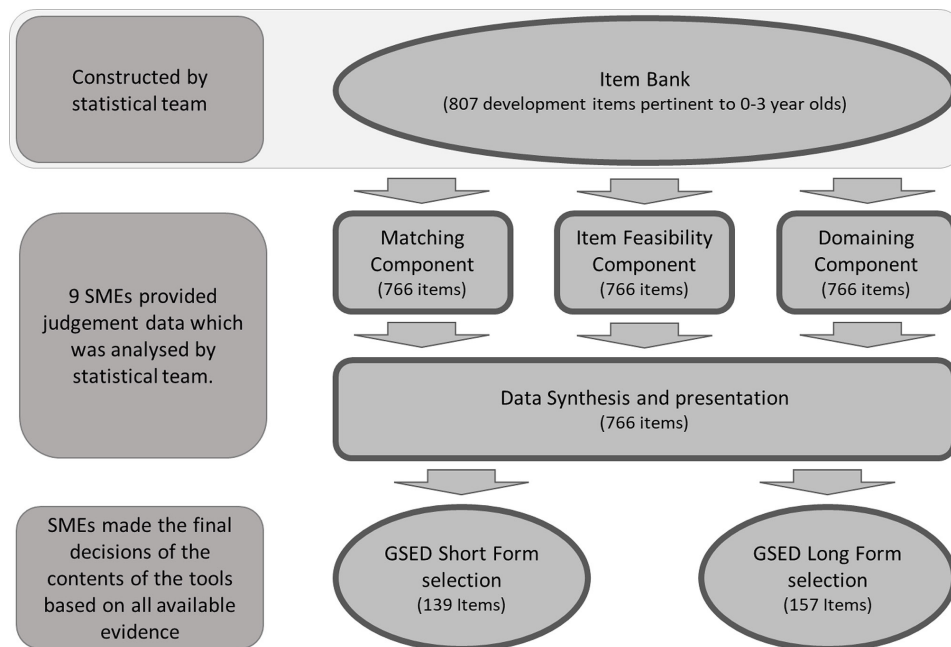 Constructed by
statistical team
Item Bank
(807 development items pertinent to 0-3 year olds)
9 SMEs provided
judgement data which
was analysed by
statistical team.
Matching
Component
(766 items)
Item Feasibility
Component
(766 items)
Domaining
Component
(766 items)
Data Synthesis and presentation
(766 items)
SMEs made the final
decisions of the
contents of the tools
based on all available
evidence
GSED Short Form
selection
(139 Items)
GSED Long Form
selection
(157 Items)